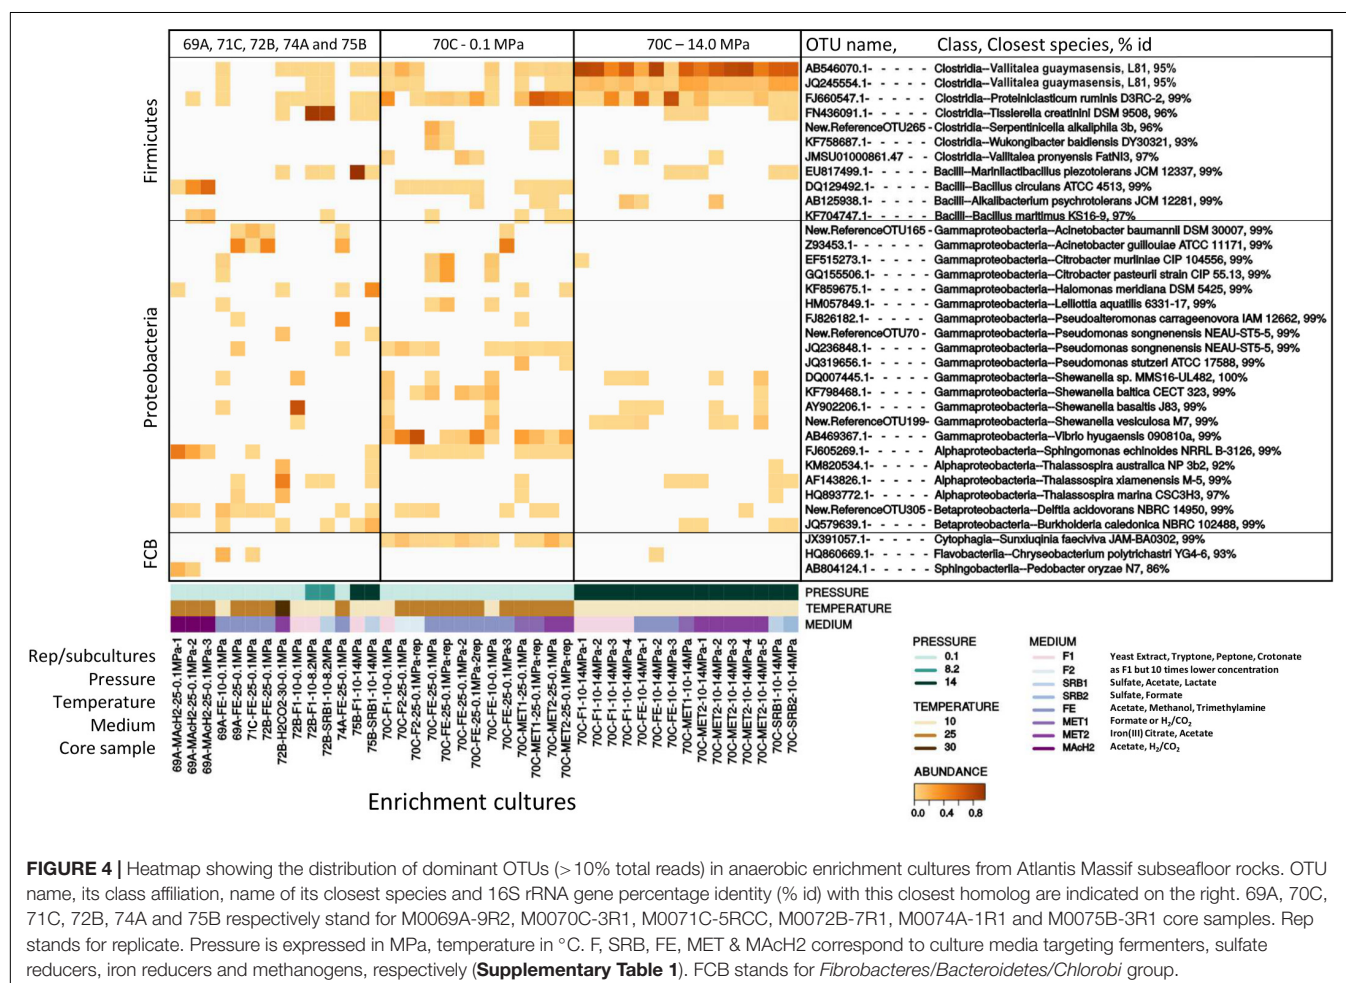 69A, 71C, 72B, 74A and 75B
70C - 0.1 MPa
70C – 14.0 MPa
OTU name, Class, Closest species, % id
Firmicutes
AB546070.1- - - - - - Clostridia--Vallitalea guaymasensis, L81, 95%
JQ245554.1- - - - - - Clostridia--Vallitalea guaymasensis, L81, 95%
FJ660547.1- - - - - - Clostridia--Proteiniclasticum ruminis D3RC-2, 99%
FN436091.1- - - - - - Clostridia--Tissierella creatinini DSM 9508, 96%
New.ReferenceOTU265 - Clostridia--Serpentinicella alkaliphila 3b, 96%
KF758687.1- - - - - - Clostridia--Wukongibacter baidiensis DY30321, 93%
JMSU01000861.47 - - - Clostridia--Vallitalea pronyensis FatNI3, 97%
EU817499.1- - - - - - Bacilli--Marinilactibacillus piezotolerans JCM 12337, 99%
DQ129492.1- - - - - - Bacilli--Bacillus circulans ATCC 4513, 99%
AB125938.1- - - - - - Bacilli--Alkalibacterium psychrotolerans JCM 12281, 99%
KF704747.1- - - - - - Bacilli--Bacillus maritimus KS16-9, 97%
Proteobacteria
New.ReferenceOTU165 - Gammaproteobacteria--Acinetobacter baumannii DSM 30007, 99%
Z93453.1- - - - - - Gammaproteobacteria--Acinetobacter guillouiae ATCC 11171, 99%
EF515273.1- - - - - - Gammaproteobacteria--Citrobacter murliniae CIP 104556, 99%
GQ155506.1- - - - - - Gammaproteobacteria--Citrobacter pasteurii strain CIP 55.13, 99%
KF859675.1- - - - - - Gammaproteobacteria--Halomonas meridiana DSM 5425, 99%
HM057849.1- - - - - - Gammaproteobacteria--Lelliottia aquatilis 6331-17, 99%
FJ826182.1- - - - - - Gammaproteobacteria--Pseudoalteromonas carrageenovora IAM 12662, 99%
New.ReferenceOTU70 - Gammaproteobacteria--Pseudomonas songnenensis NEAU-ST5-5, 99%
JQ236848.1- - - - - - Gammaproteobacteria--Pseudomonas songnenensis NEAU-ST5-5, 99%
JQ319656.1- - - - - - Gammaproteobacteria--Pseudomonas stutzeri ATCC 17588, 99%
DQ007445.1- - - - - - Gammaproteobacteria--Shewanella sp. MMS16-UL482, 100%
KF798468.1- - - - - - Gammaproteobacteria--Shewanella baltica CECT 323, 99%
AY902206.1- - - - - - Gammaproteobacteria--Shewanella basaltis J83, 99%
New.ReferenceOTU199- Gammaproteobacteria--Shewanella vesiculosa M7, 99%
AB469367.1- - - - - - Gammaproteobacteria--Vibrio hyugaensis 090810a, 99%
FJ605269.1- - - - - - Alphaproteobacteria--Sphingomonas echinoides NRRL B-3126, 99%
KM820534.1- - - - - - Alphaproteobacteria--Thalassospira australica NP 3b2, 92%
AF143826.1- - - - - - Alphaproteobacteria--Thalassospira xiamenensis M-5, 99%
HQ893772.1- - - - - - Alphaproteobacteria--Thalassospira marina CSC3H3, 97%
New.ReferenceOTU305 - Betaproteobacteria--Delftia acidovorans NBRC 14950, 99%
JQ579639.1- - - - - - Betaproteobacteria--Burkholderia caledonica NBRC 102488, 99%
FCB
JX391057.1- - - - - - Cytophagia--Sunxiuqinia faeciviva JAM-BA0302, 99%
HQ860669.1- - - - - - Flavobacteriia--Chryseobacterium polytrichastri YG4-6, 93%
AB804124.1- - - - - - Sphingobacteriia--Pedobacter oryzae N7, 86%
PRESSURE
TEMPERATURE
MEDIUM
Rep/subcultures
Pressure
Temperature
Medium
Core sample
69A-MAcH2-25-0.1MPa-1
69A-MAcH2-25-0.1MPa-2
69A-MAcH2-25-0.1MPa-3
69A-FE-10-0.1MPa
69A-FE-25-0.1MPa
71C-FE-25-0.1MPa
72B-FE-25-0.1MPa
72B-H2CO2-30-0.1MPa
72B-F1-10-0.1MPa
72B-F1-10-8.2MPa
72B-SRB1-10-8.2MPa
74A-FE-25-0.1MPa
75B-F1-10-14MPa
75B-SRB1-10-14MPa
70C-F1-10-0.1MPa
70C-F2-25-0.1MPa
70C-F2-25-0.1MPa-rep
70C-FE-25-0.1MPa
70C-FE-25-0.1MPa-rep
70C-FE-25-0.1MPa-2
70C-FE-25-0.1MPa-2rep
70C-FE-10-0.1MPa
70C-FE-25-0.1MPa-3
70C-MET1-25-0.1MPa
70C-MET1-25-0.1MPa-rep
70C-MET2-25-0.1MPa
70C-MET2-25-0.1MPa-rep
70C-F1-10-14MPa
70C-F1-10-14MPa-2
70C-F1-10-14MPa-3
70C-F1-10-14MPa-4
70C-FE-10-14MPa
70C-FE-10-14MPa-2
70C-FE-10-14MPa-3
70C-MET1-10-14MPa
70C-MET2-10-14MPa
70C-MET2-10-14MPa-2
70C-MET2-10-14MPa-3
70C-MET2-10-14MPa-4
70C-MET2-10-14MPa-5
70C-SRB1-10-14MPa
70C-SRB2-10-14MPa
Enrichment cultures
PRESSURE
0.1
8.2
14
TEMPERATURE
10
25
30
ABUNDANCE
0.0 0.4 0.8
MEDIUM
F1 Yeast Extract, Tryptone, Peptone, Crotonate
F2 as F1 but 10 times lower concentration
SRB1 Sulfate, Acetate, Lactate
SRB2 Sulfate, Formate
FE Acetate, Methanol, Trimethylamine
MET1 Formate or H₂/CO₂
MET2 Iron(III) Citrate, Acetate
MAcH2 Acetate, H₂/CO₂
FIGURE 4 | Heatmap showing the distribution of dominant OTUs (>10% total reads) in anaerobic enrichment cultures from Atlantis Massif subseafloor rocks. OTU
name, its class affiliation, name of its closest species and 16S rRNA gene percentage identity (% id) with this closest homolog are indicated on the right. 69A, 70C,
71C, 72B, 74A and 75B respectively stand for M0069A-9R2, M0070C-3R1, M0071C-5RCC, M0072B-7R1, M0074A-1R1 and M0075B-3R1 core samples. Rep
stands for replicate. Pressure is expressed in MPa, temperature in °C. F, SRB, FE, MET & MAcH2 correspond to culture media targeting fermenters, sulfate
reducers, iron reducers and methanogens, respectively (Supplementary Table 1). FCB stands for Fibrobacteres/Bacteroidetes/Chlorobi group.